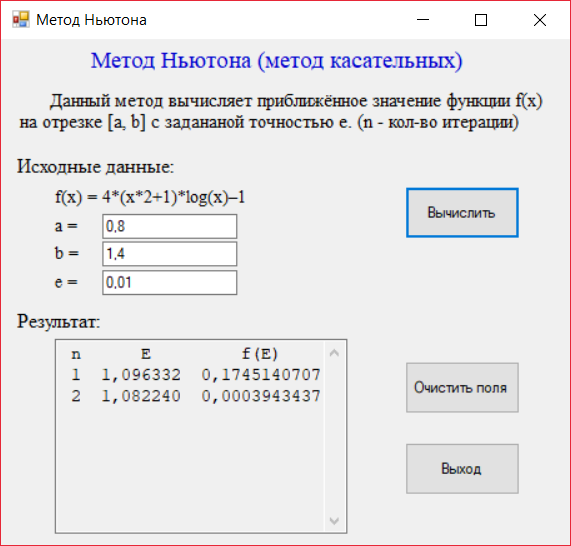 Метод Ньютона
Метод Ньютона (метод касательных)
Данный метод вычисляет приближённое значение функции f(x)
на отрезке [a, b] с задананой точностью e. (n - кол-во итерации)
Исходные данные:
f(x) = 4*(x*2+1)*log(x)–1
a = 0,8
b = 1,4
e = 0,01
Вычислить
Результат:
n E f(E)
1 1,096332 0,1745140707
2 1,082240 0,0003943437
Очистить поля
Выход